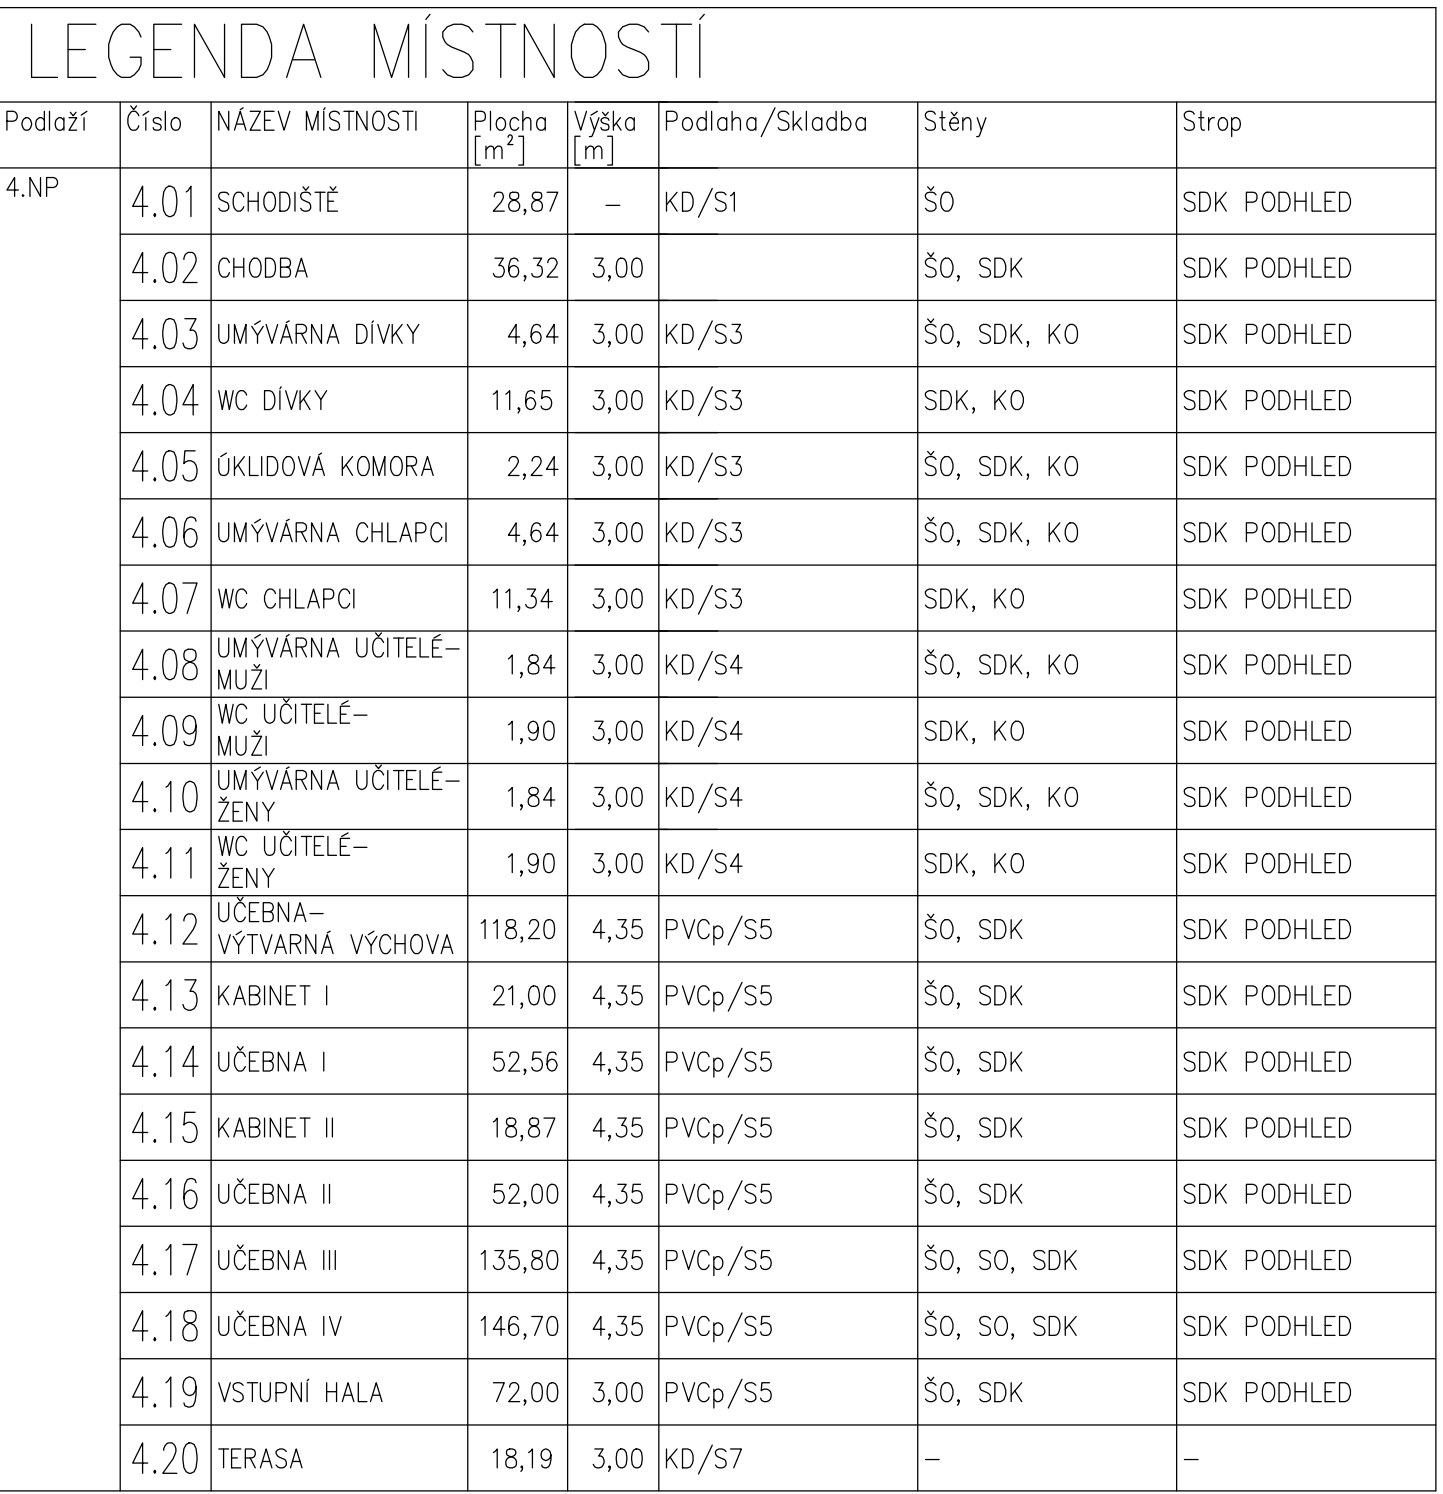 LEGENDA MÍSTNOSTÍ
Podlaží Číslo NÁZEV MÍSTNOSTI Plocha [m²] Výška [m] Podlaha/Skladba Stěny Strop
4.NP 4.01 SCHODIŠTĚ 28,87 – KD/S1 ŠO SDK PODHLED
4.02 CHODBA 36,32 3,00 ŠO, SDK SDK PODHLED
4.03 UMÝVÁRNA DÍVKY 4,64 3,00 KD/S3 ŠO, SDK, KO SDK PODHLED
4.04 WC DÍVKY 11,65 3,00 KD/S3 SDK, KO SDK PODHLED
4.05 ÚKLIDOVÁ KOMORA 2,24 3,00 KD/S3 ŠO, SDK, KO SDK PODHLED
4.06 UMÝVÁRNA CHLAPCI 4,64 3,00 KD/S3 ŠO, SDK, KO SDK PODHLED
4.07 WC CHLAPCI 11,34 3,00 KD/S3 SDK, KO SDK PODHLED
4.08 UMÝVÁRNA UČITELÉ–
MUŽI 1,84 3,00 KD/S4 ŠO, SDK, KO SDK PODHLED
4.09 WC UČITELÉ–
MUŽI 1,90 3,00 KD/S4 SDK, KO SDK PODHLED
4.10 UMÝVÁRNA UČITELÉ–
ŽENY 1,84 3,00 KD/S4 ŠO, SDK, KO SDK PODHLED
4.11 WC UČITELÉ–
ŽENY 1,90 3,00 KD/S4 SDK, KO SDK PODHLED
4.12 UČEBNA–
VÝTVARNÁ VÝCHOVA 118,20 4,35 PVCp/S5 ŠO, SDK SDK PODHLED
4.13 KABINET I 21,00 4,35 PVCp/S5 ŠO, SDK SDK PODHLED
4.14 UČEBNA I 52,56 4,35 PVCp/S5 ŠO, SDK SDK PODHLED
4.15 KABINET II 18,87 4,35 PVCp/S5 ŠO, SDK SDK PODHLED
4.16 UČEBNA II 52,00 4,35 PVCp/S5 ŠO, SDK SDK PODHLED
4.17 UČEBNA III 135,80 4,35 PVCp/S5 ŠO, SO, SDK SDK PODHLED
4.18 UČEBNA IV 146,70 4,35 PVCp/S5 ŠO, SO, SDK SDK PODHLED
4.19 VSTUPNÍ HALA 72,00 3,00 PVCp/S5 ŠO, SDK SDK PODHLED
4.20 TERASA 18,19 3,00 KD/S7 – –